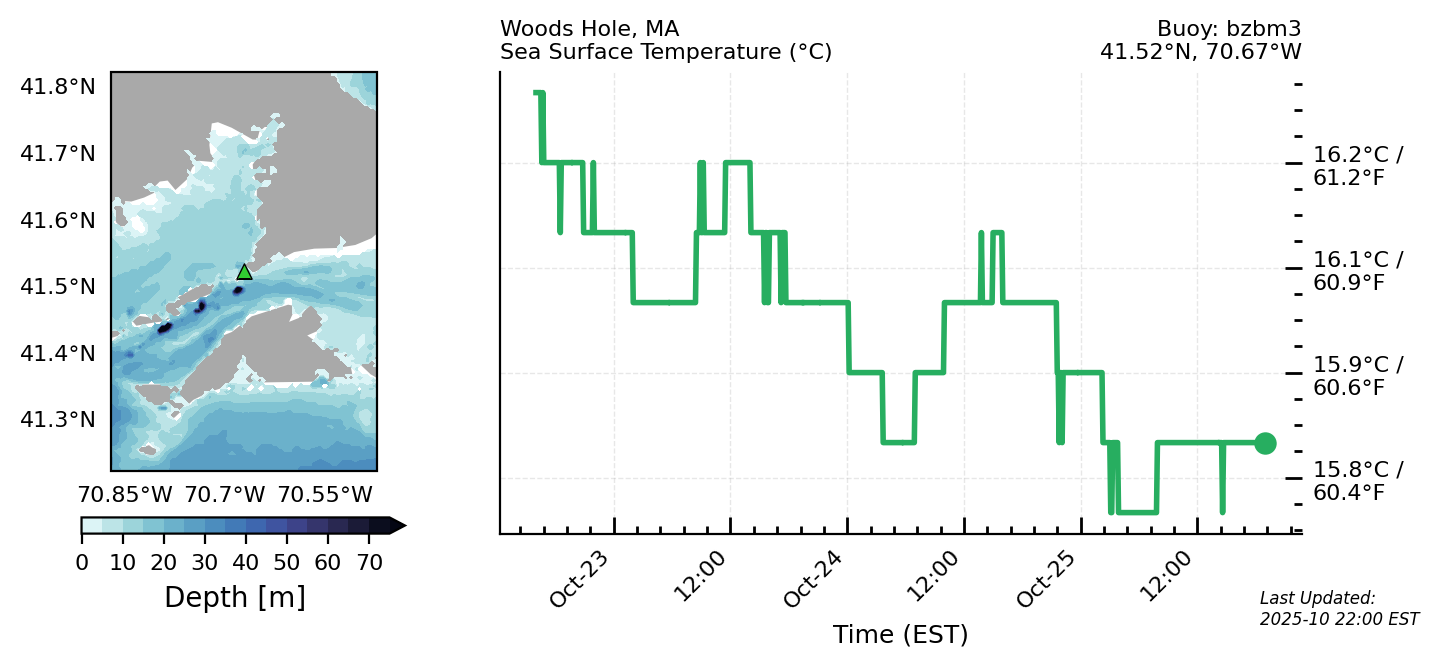 Woods Hole, MA
Sea Surface Temperature (°C)
Buoy: bzbm3
41.52°N, 70.67°W
41.8°N
41.7°N
41.6°N
41.5°N
41.4°N
41.3°N
70.85°W 70.7°W 70.55°W
0 10 20 30 40 50 60 70
Depth [m]
16.2°C /
61.2°F
16.1°C /
60.9°F
15.9°C /
60.6°F
15.8°C /
60.4°F
Oct-23 12:00 Oct-24 12:00 Oct-25 12:00
Time (EST)
Last Updated:
2025-10 22:00 EST